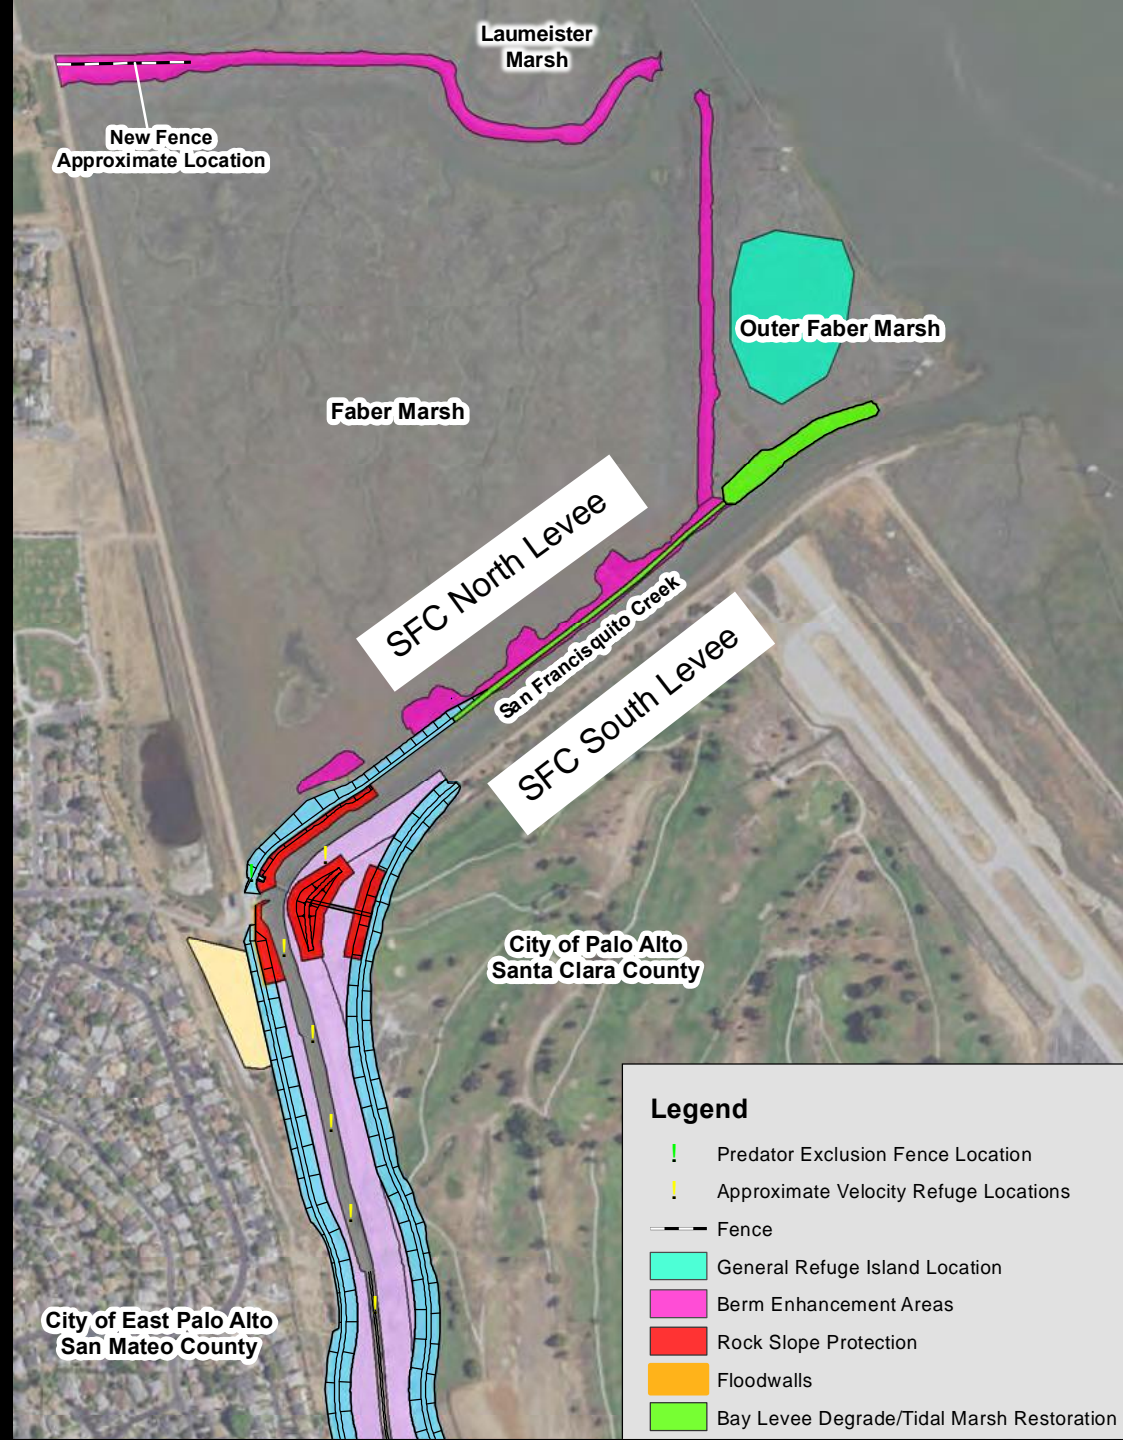 Laumeister
Marsh
New Fence
Approximate Location
Outer Faber Marsh
Faber Marsh
SFC North Levee
San Francisquito Creek
SFC South Levee
City of Palo Alto
Santa Clara County
City of East Palo Alto
San Mateo County
Legend
! Predator Exclusion Fence Location
! Approximate Velocity Refuge Locations
Fence
General Refuge Island Location
Berm Enhancement Areas
Rock Slope Protection
Floodwalls
Bay Levee Degrade/Tidal Marsh Restoration